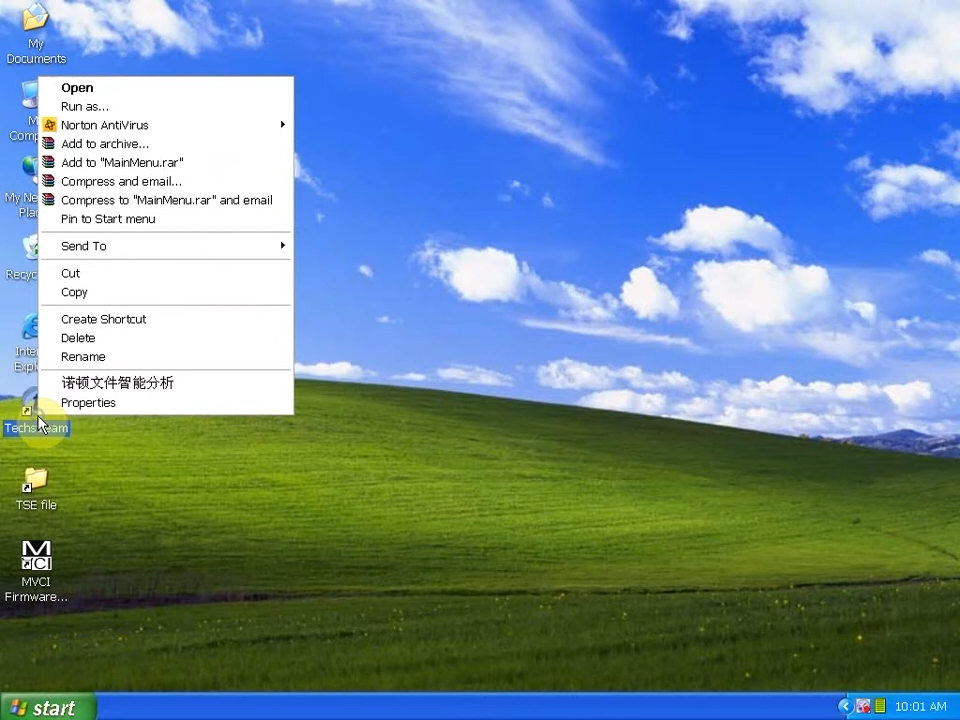 My
Documents
Open
Run as...
Norton AntiVirus
Add to archive...
Add to "MainMenu.rar"
Compress and email...
Compress to "MainMenu.rar" and email
Pin to Start menu
Send To
Cut
Copy
Create Shortcut
Delete
Rename
诺顿文件智能分析
Properties
TSE file
MVCI
MVCI
Firmware...
start
10:01 AM